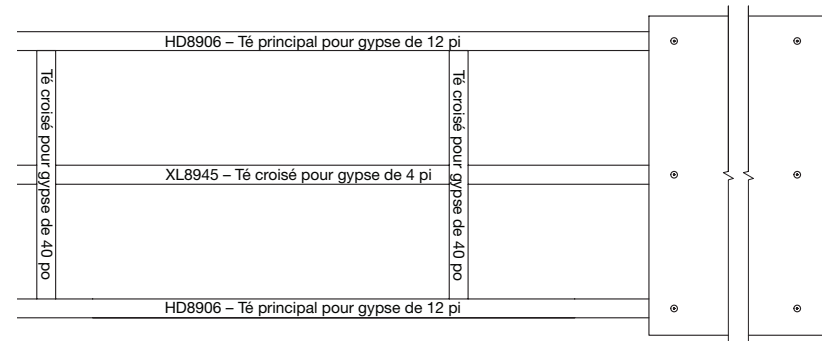 HD8906 – Té principal pour gypse de 12 pi
Té croisé pour gypse de 40 po
Té croisé pour gypse de 40 po
XL8945 – Té croisé pour gypse de 4 pi
HD8906 – Té principal pour gypse de 12 pi